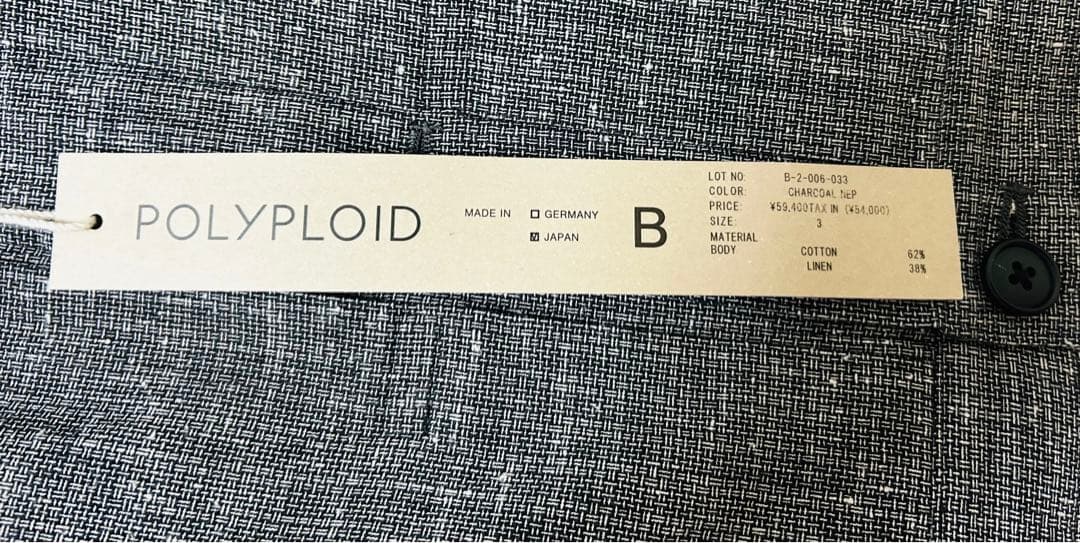 POLYPLOID
MADE IN ☐ GERMANY
☑ JAPAN
B
LOT NO: B-2-006-033
COLOR: CHARCOAL NEP
PRICE: ¥59,400TAX IN (¥54,000)
SIZE: 3
MATERIAL
BODY COTTON 62%
LINEN 38%